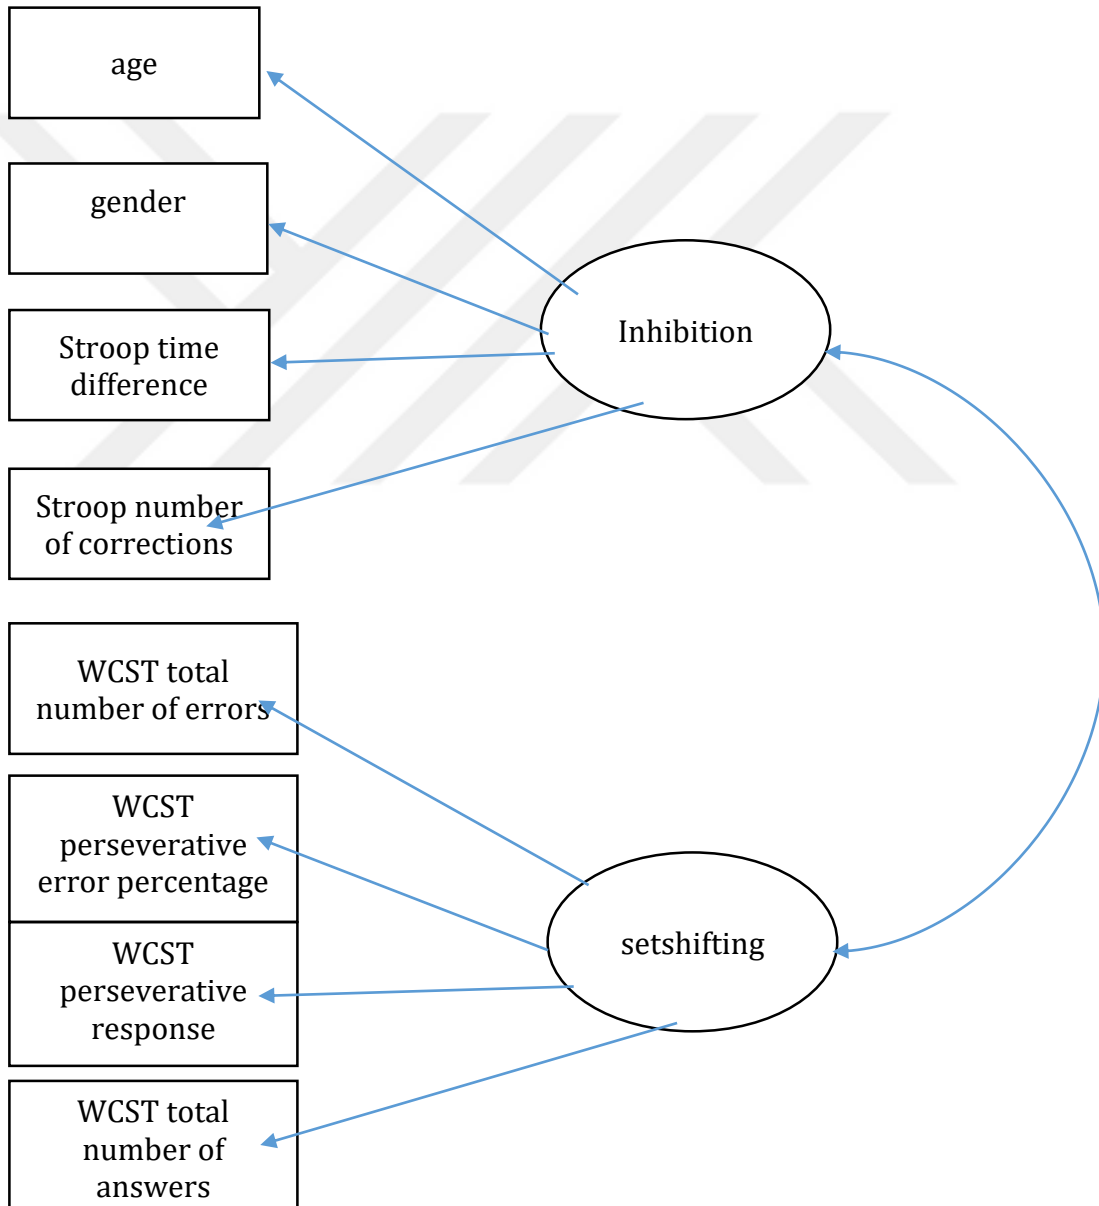 age
gender
Stroop time
difference
Inhibition
Stroop number
of corrections
WCST total
number of errors
WCST
perseverative
error percentage
setshifting
WCST
perseverative
response
WCST total
number of
answers